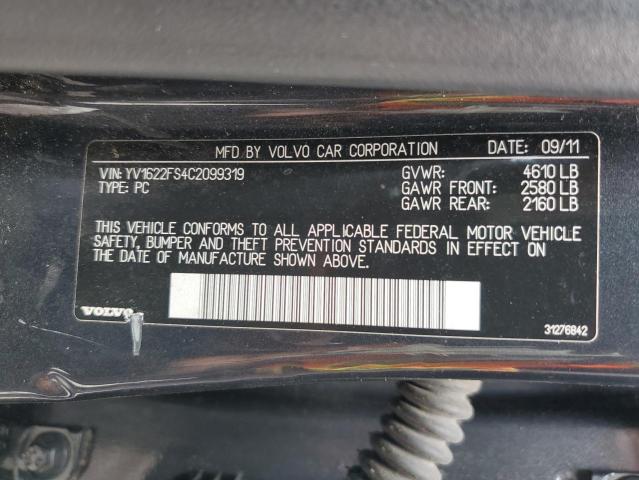 MFD BY VOLVO CAR CORPORATION DATE: 09/11
VIN: YV1622FS4C2099319 GVWR: 4610 LB
TYPE: PC GAWR FRONT: 2580 LB
GAWR REAR: 2160 LB
THIS VEHICLE CONFORMS TO ALL APPLICABLE FEDERAL MOTOR VEHICLE
SAFETY, BUMPER AND THEFT PREVENTION STANDARDS IN EFFECT ON
THE DATE OF MANUFACTURE SHOWN ABOVE.
VOLVO
31276842